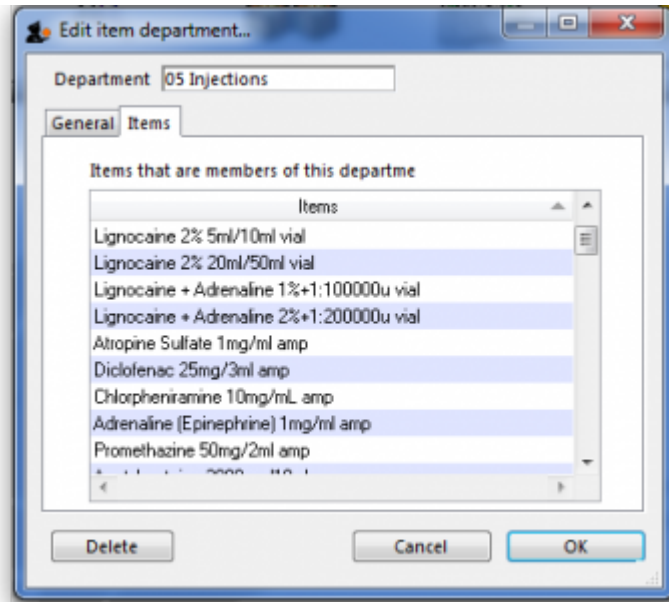 Edit item department...
Department 05 Injections
General Items
Items that are members of this departme
Items
Lignocaine 2% 5ml/10ml vial
Lignocaine 2% 20ml/50ml vial
Lignocaine + Adrenaline 1%+1:100000u vial
Lignocaine + Adrenaline 2%+1:200000u vial
Atropine Sulfate 1mg/ml amp
Diclofenac 25mg/3ml amp
Chlorpheniramine 10mg/mL amp
Adrenaline (Epinephrine) 1mg/ml amp
Promethazine 50mg/2ml amp
Delete Cancel OK